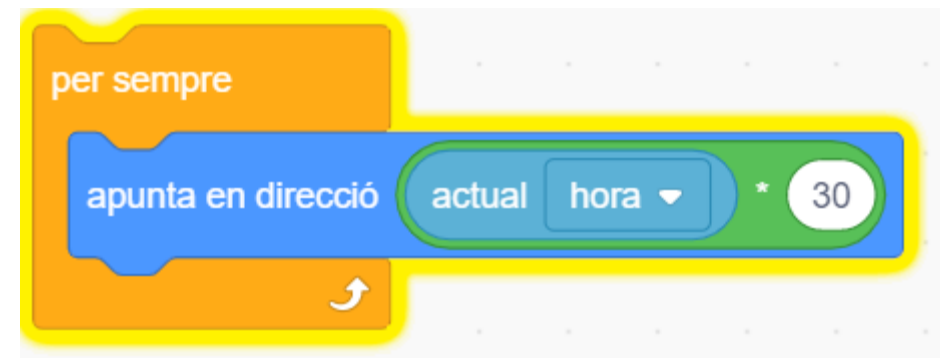 per sempre
apunta en direcció actual hora * 30